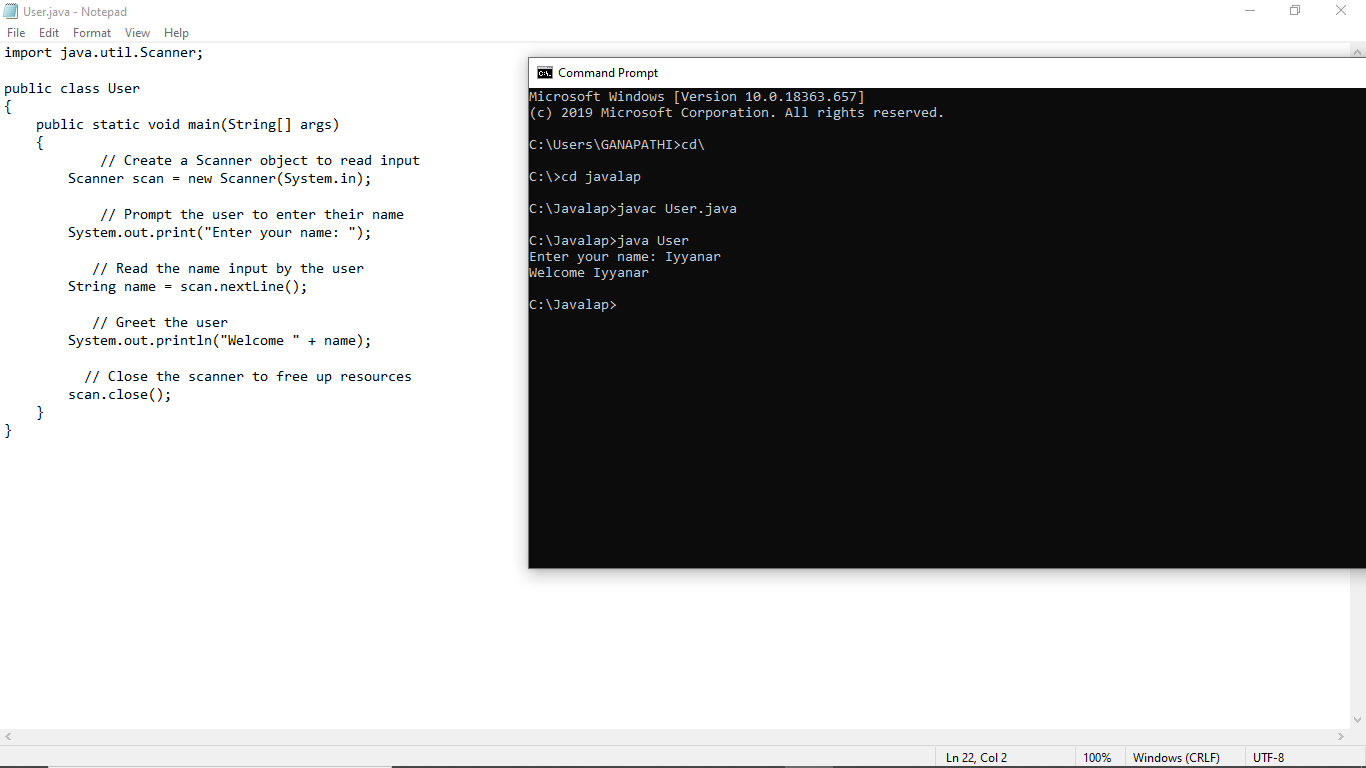 User.java - Notepad
File Edit Format View Help
import java.util.Scanner;
public class User
{
public static void main(String[] args)
{
// Create a Scanner object to read input
Scanner scan = new Scanner(System.in);
// Prompt the user to enter their name
System.out.print("Enter your name: ");
// Read the name input by the user
String name = scan.nextLine();
// Greet the user
System.out.println("Welcome " + name);
// Close the scanner to free up resources
scan.close();
}
}
Command Prompt
Microsoft Windows [Version 10.0.18363.657]
(c) 2019 Microsoft Corporation. All rights reserved.
C:\Users\GANAPATHI>cd\
C:\>cd javalap
C:\Javalap>javac User.java
C:\Javalap>java User
Enter your name: Iyyanar
Welcome Iyyanar
C:\Javalap>
Ln 22, Col 2 100% Windows (CRLF) UTF-8